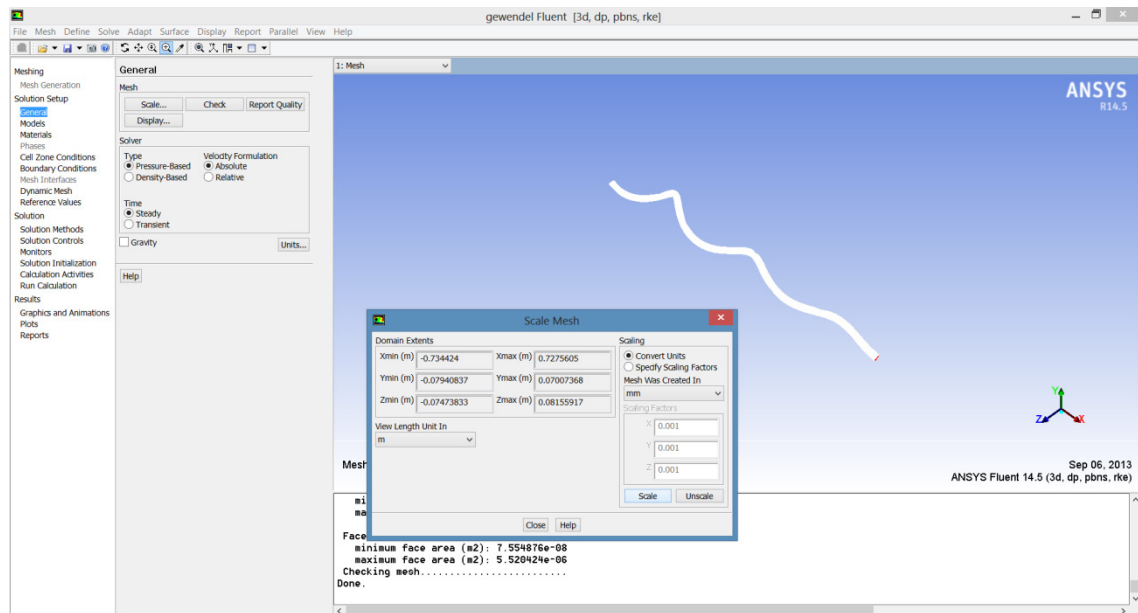 gewendel Fluent [3d, dp, pbns, rke]
File Mesh Define Solve Adapt Surface Display Report Parallel View Help
Meshing
Mesh Generation
Solution Setup
General
Models
Materials
Phases
Cell Zone Conditions
Boundary Conditions
Mesh Interfaces
Dynamic Mesh
Reference Values
Solution
Solution Methods
Solution Controls
Monitors
Solution Initialization
Calculation Activities
Run Calculation
Results
Graphics and Animations
Plots
Reports
General
Mesh
Scale... Check Report Quality
Display...
Solver
Type Velocity Formulation
Pressure-Based Absolute
Density-Based Relative
Time
Steady
Transient
Gravity Units...
Help
1: Mesh
ANSYS
R14.5
Scale Mesh
Domain Extents
Xmin (m) -0.734424 Xmax (m) 0.7275605
Ymin (m) -0.07940837 Ymax (m) 0.07007368
Zmin (m) -0.07473833 Zmax (m) 0.08155917
View Length Unit In
m
Scaling
Convert Units
Specify Scaling Factors
Mesh Was Created In
mm
Scaling Factors
X 0.001
Y 0.001
Z 0.001
Scale Unscale
Close Help
Y
Z X
Mesh
Sep 06, 2013
ANSYS Fluent 14.5 (3d, dp, pbns, rke)
mi
ma
Face
minimum face area (m2): 7.554876e-08
maximum face area (m2): 5.520424e-06
Checking mesh.........................
Done.